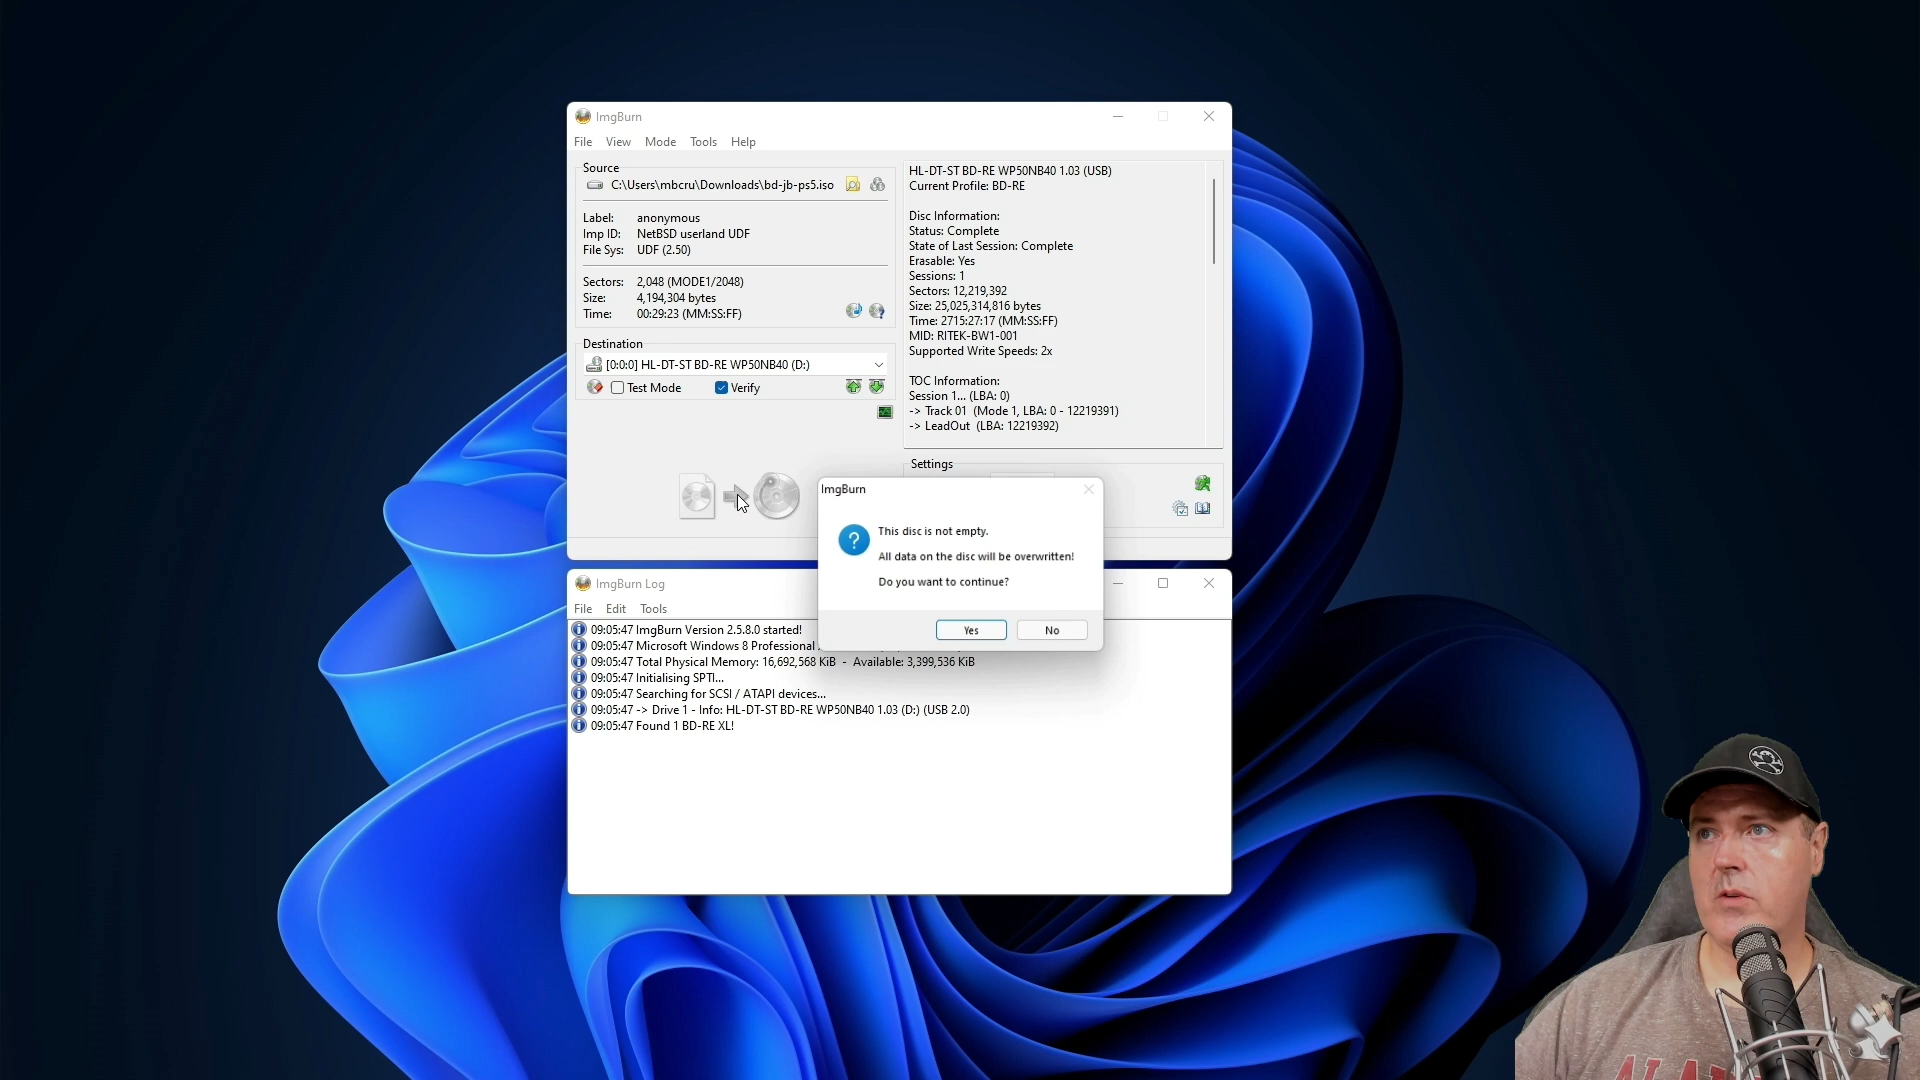 ImgBurn
File View Mode Tools Help
Source
C:\Users\mbcru\Downloads\bd-jb-ps5.iso
Label: anonymous
Imp ID: NetBSD userland UDF
File Sys: UDF (2.50)
Sectors: 2,048 (MODE1/2048)
Size: 4,194,304 bytes
Time: 00:29:23 (MM:SS:FF)
Destination
[0:0:0] HL-DT-ST BD-RE WP50NB40 (D:)
Test Mode Verify
HL-DT-ST BD-RE WP50NB40 1.03 (USB)
Current Profile: BD-RE
Disc Information:
Status: Complete
State of Last Session: Complete
Erasable: Yes
Sessions: 1
Sectors: 12,219,392
Size: 25,025,314,816 bytes
Time: 2715:27:17 (MM:SS:FF)
MID: RITEK-BW1-001
Supported Write Speeds: 2x
TOC Information:
Session 1... (LBA: 0)
-> Track 01 (Mode 1, LBA: 0 - 12219391)
-> LeadOut (LBA: 12219392)
Settings
ImgBurn
This disc is not empty.
All data on the disc will be overwritten!
Do you want to continue?
Yes No
ImgBurn Log
File Edit Tools
09:05:47 ImgBurn Version 2.5.8.0 started!
09:05:47 Microsoft Windows 8 Professional
09:05:47 Total Physical Memory: 16,692,568 KiB - Available: 3,399,536 KiB
09:05:47 Initialising SPTI...
09:05:47 Searching for SCSI / ATAPI devices...
09:05:47 -> Drive 1 - Info: HL-DT-ST BD-RE WP50NB40 1.03 (D:) (USB 2.0)
09:05:47 Found 1 BD-RE XL!